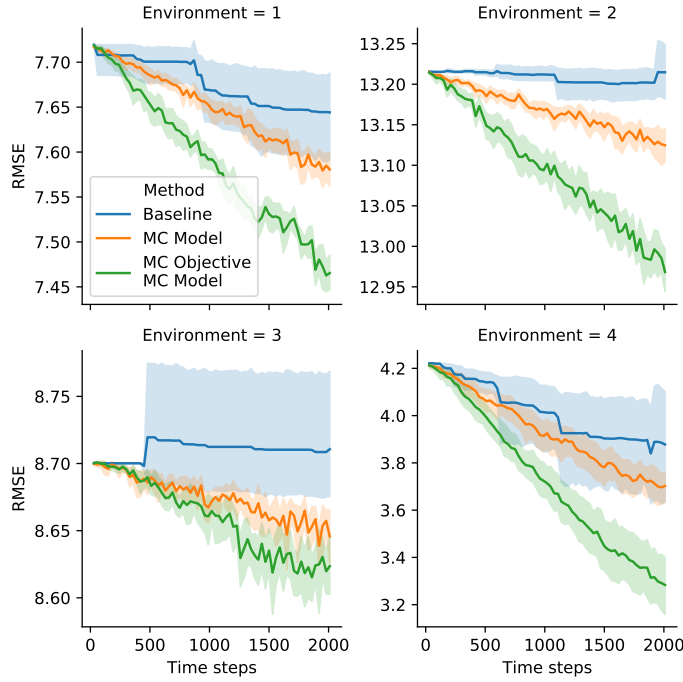 Environment = 1
Environment = 2
7.70
7.65
7.60
7.55
7.50
7.45
RMSE
Method
Baseline
MC Model
MC Objective
MC Model
13.25
13.20
13.15
13.10
13.05
13.00
12.95
Environment = 3
Environment = 4
8.75
8.70
8.65
8.60
RMSE
0
500
1000
1500
2000
Time steps
4.2
4.0
3.8
3.6
3.4
3.2
0
500
1000
1500
2000
Time steps